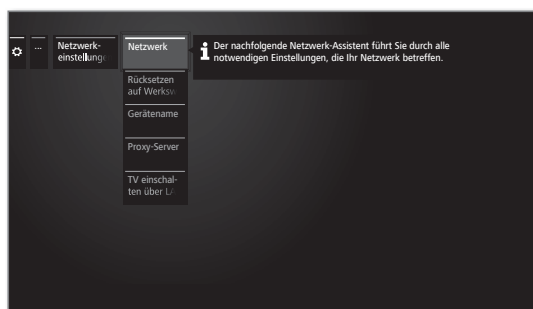 ...
Netzwerk-
einstellunge
Netzwerk
Der nachfolgende Netzwerk-Assistent führt Sie durch alle
notwendigen Einstellungen, die Ihr Netzwerk betreffen.
Rücksetzen
auf Werksw
Gerätename
Proxy-Server
TV einschal-
ten über LA